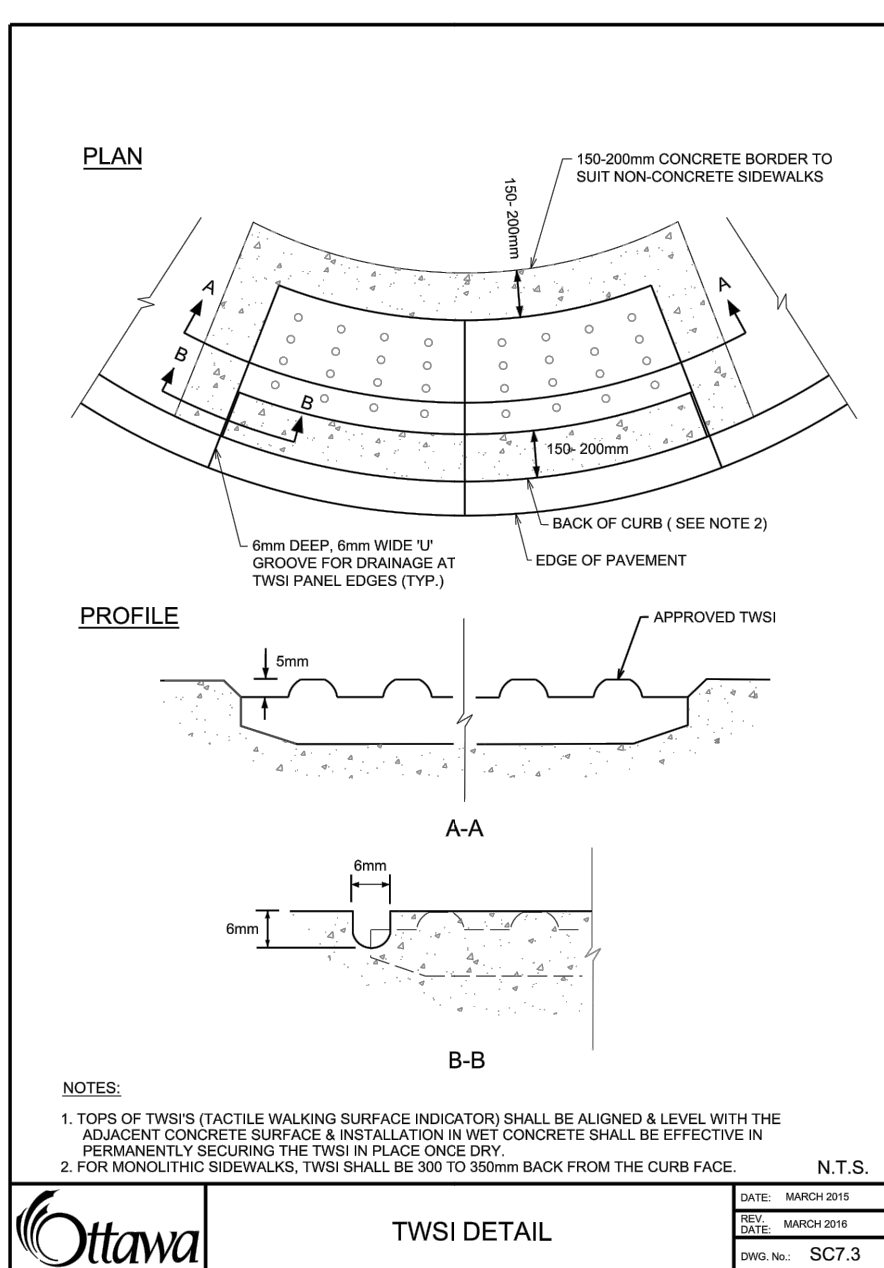 PLAN
150-200mm CONCRETE BORDER TO
SUIT NON-CONCRETE SIDEWALKS
150- 200mm
A
A
B
B
150- 200mm
BACK OF CURB ( SEE NOTE 2)
6mm DEEP, 6mm WIDE 'U'
GROOVE FOR DRAINAGE AT
TWSI PANEL EDGES (TYP.)
EDGE OF PAVEMENT
PROFILE
APPROVED TWSI
5mm
A-A
6mm
6mm
B-B
NOTES:
1. TOPS OF TWSI'S (TACTILE WALKING SURFACE INDICATOR) SHALL BE ALIGNED & LEVEL WITH THE
ADJACENT CONCRETE SURFACE & INSTALLATION IN WET CONCRETE SHALL BE EFFECTIVE IN
PERMANENTLY SECURING THE TWSI IN PLACE ONCE DRY.
2. FOR MONOLITHIC SIDEWALKS, TWSI SHALL BE 300 TO 350mm BACK FROM THE CURB FACE.
N.T.S.
Ottawa
TWSI DETAIL
DATE: MARCH 2015
REV.
DATE: MARCH 2016
DWG. No.: SC7.3